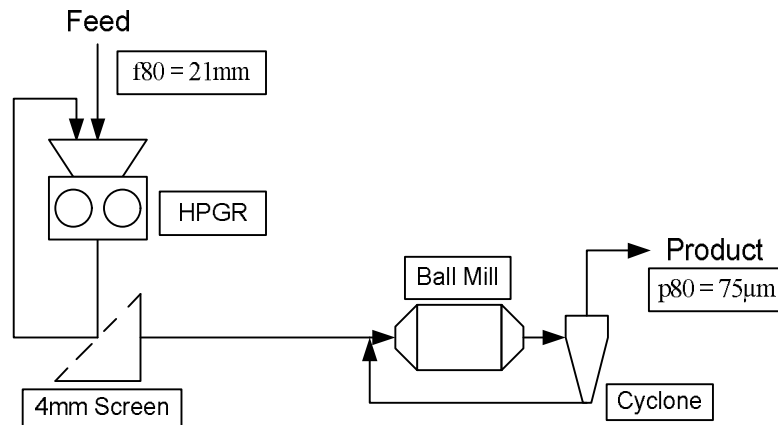 Feed
f80 = 21mm
HPGR
Ball Mill
Product
p80 = 75μm
4mm Screen
Cyclone